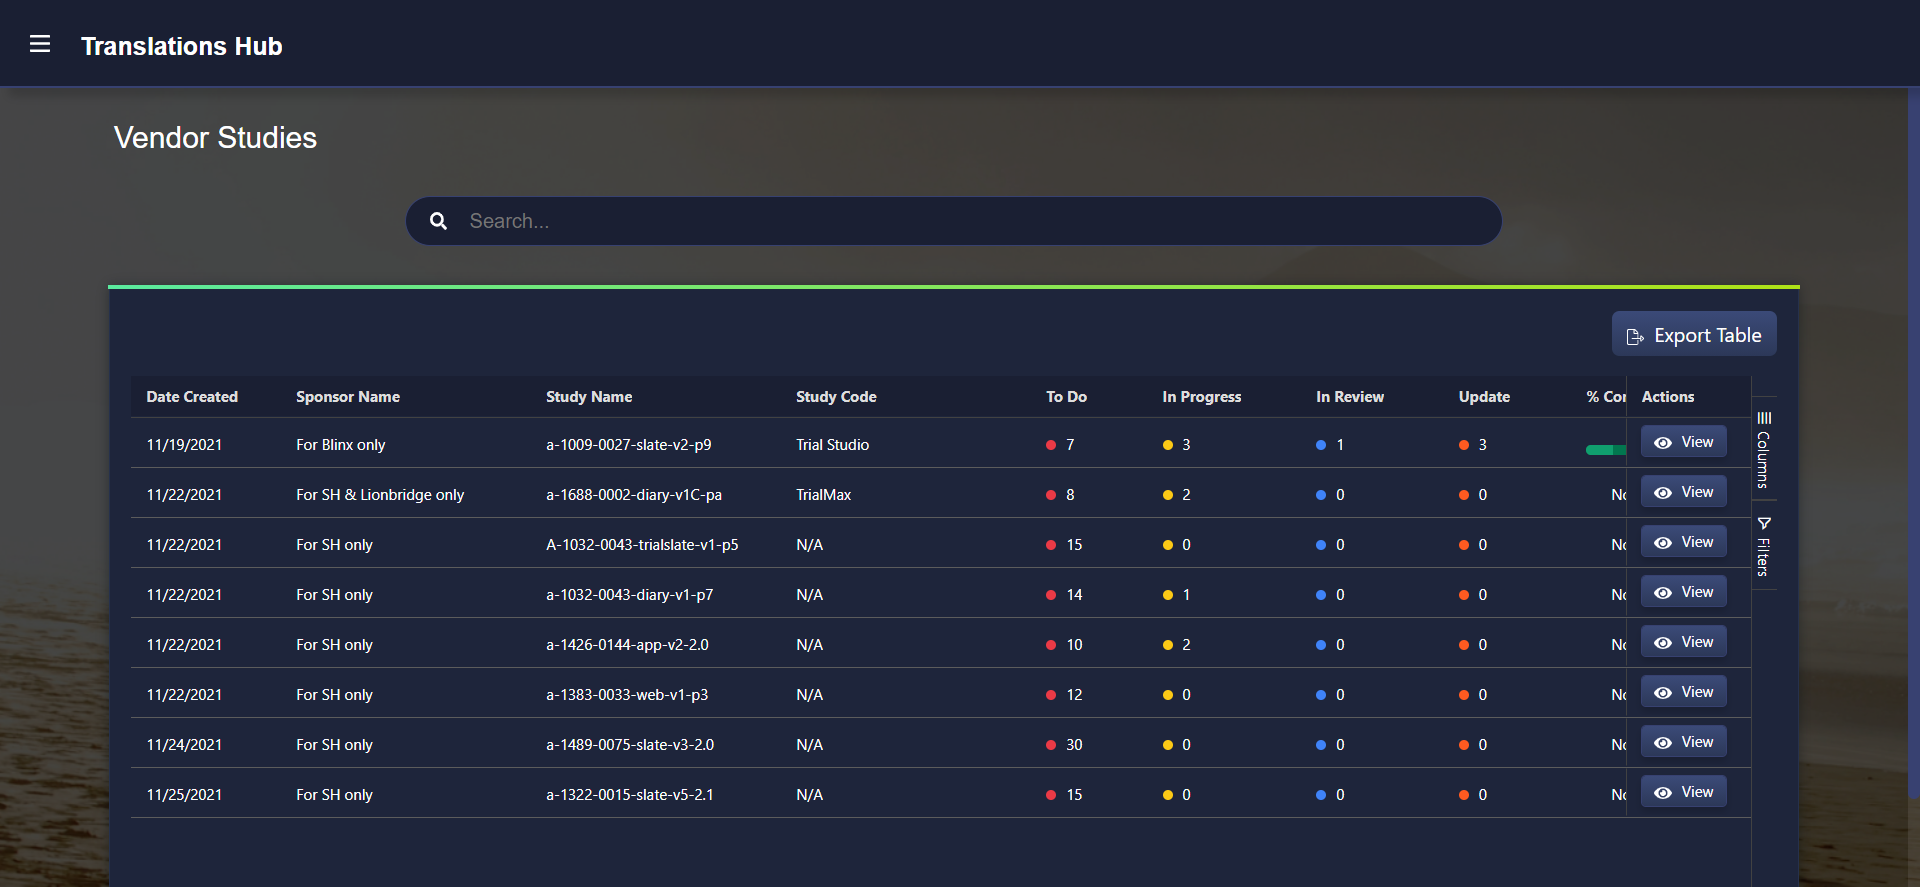 Translations Hub
Vendor Studies
Search...
Export Table
Date Created Sponsor Name Study Name Study Code To Do In Progress In Review Update % Actions
11/19/2021 For Blinx only a-1009-0027-slate-v2-p9 Trial Studio 7 3 1 3 View
11/22/2021 For SH & Lionbridge only a-1688-0002-diary-v1C-pa TrialMax 8 2 0 0 View
11/22/2021 For SH only A-1032-0043-trialslate-v1-p5 N/A 15 0 0 0 View
11/22/2021 For SH only a-1032-0043-diary-v1-p7 N/A 14 1 0 0 View
11/22/2021 For SH only a-1426-0144-app-v2-2.0 N/A 10 2 0 0 View
11/22/2021 For SH only a-1383-0033-web-v1-p3 N/A 12 0 0 0 View
11/24/2021 For SH only a-1489-0075-slate-v3-2.0 N/A 30 0 0 0 View
11/25/2021 For SH only a-1322-0015-slate-v5-2.1 N/A 15 0 0 0 View
Columns
Filters